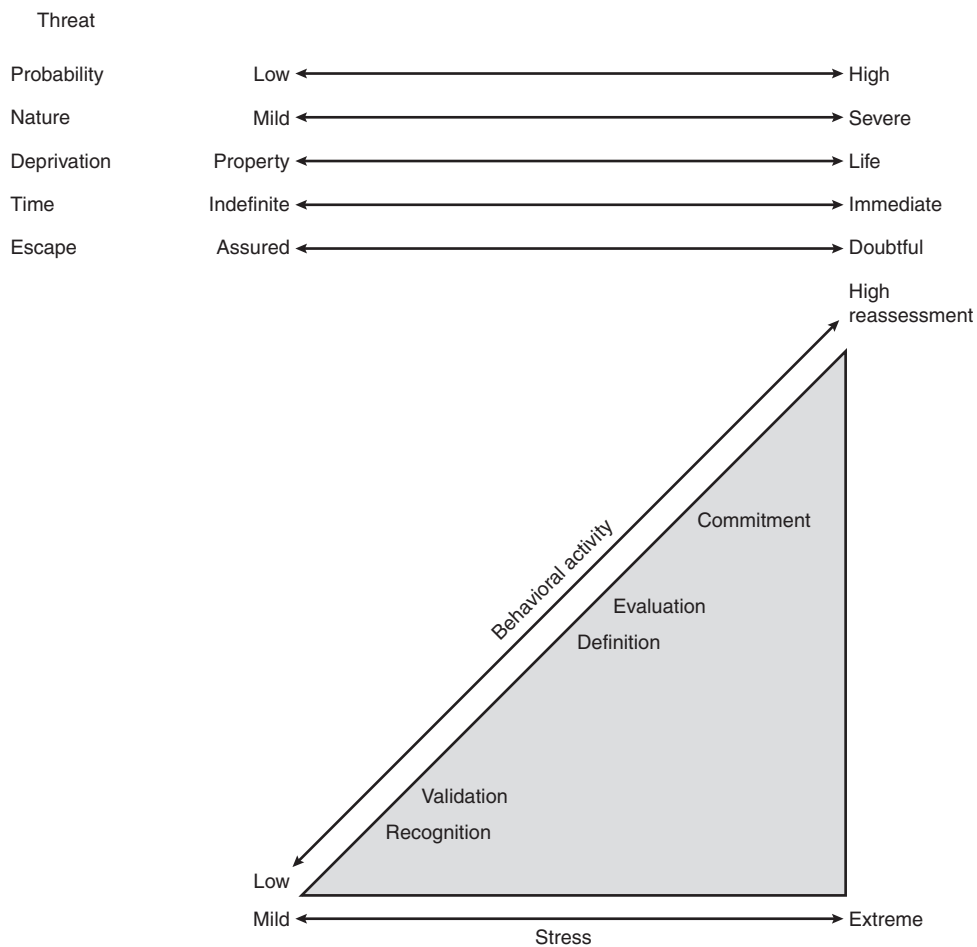 Threat
Probability Low High
Nature Mild Severe
Deprivation Property Life
Time Indefinite Immediate
Escape Assured Doubtful
High
reassessment
Behavioral activity
Commitment
Evaluation
Definition
Validation
Recognition
Low
Mild Extreme
Stress